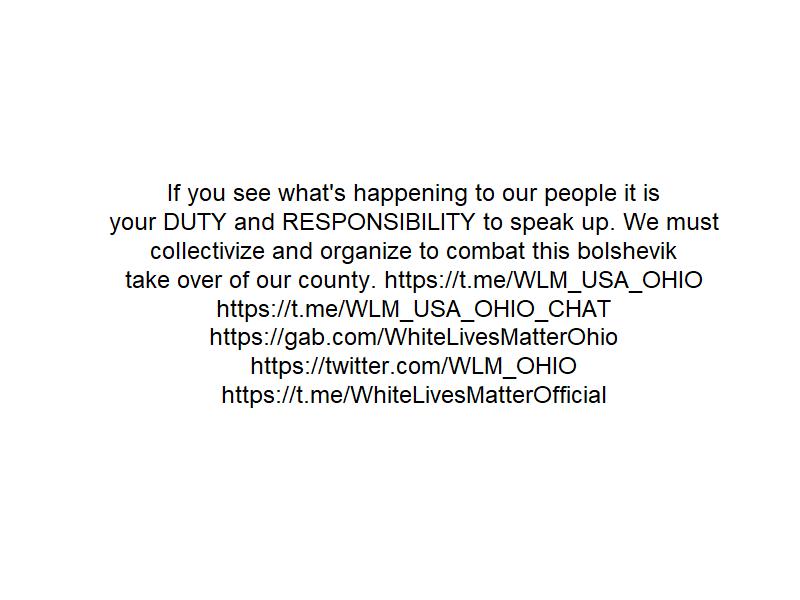 If you see what's happening to our people it is
your DUTY and RESPONSIBILITY to speak up. We must
collectivize and organize to combat this bolshevik
take over of our county. https://t.me/WLM_USA_OHIO
https://t.me/WLM_USA_OHIO_CHAT
https://gab.com/WhiteLivesMatterOhio
https://twitter.com/WLM_OHIO
https://t.me/WhiteLivesMatterOfficial